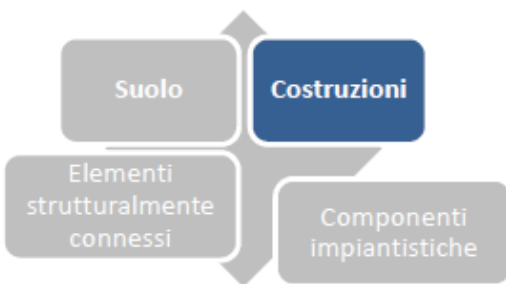 Suolo
Costruzioni
Elementi
strutturalmente
connessi
Componenti
impiantistiche